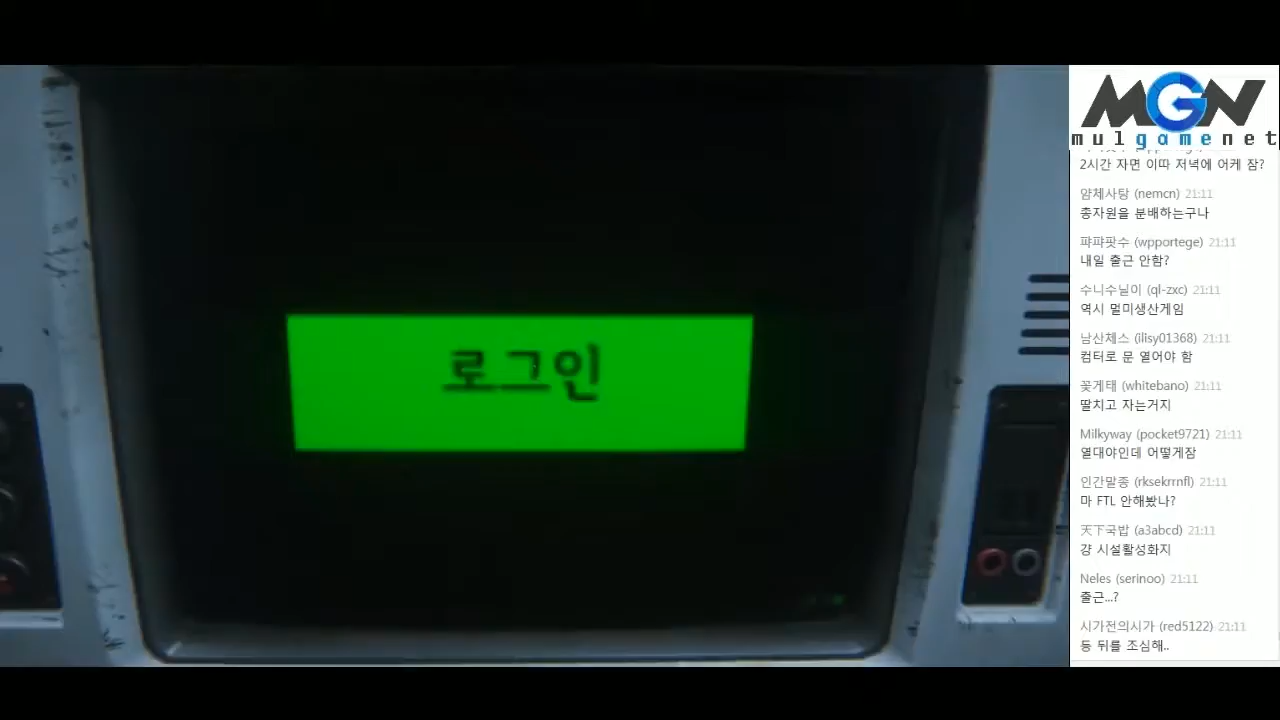 로그인
MGN
mulgamenet
2시간 자면 이따 저녁에 어케 잠?
얌체사탕 (nemcn) 21:11
총자원을 분배하는구나
퍄퍄팟수 (wpportege) 21:11
내일 출근 안함?
수니수닐이 (ql-zxc) 21:11
역시 멀미생산게임
남산체스 (ilisy01368) 21:11
컴터로 문 열어야 함
꽃게태 (whitebano) 21:11
딸치고 자는거지
Milkyway (pocket9721) 21:11
열대야인데 어떻게잠
인간말종 (rksekrrnfl) 21:11
마 FTL 안해봤나?
天下국밥 (a3abcd) 21:11
걍 시설활성화지
Neles (serinoo) 21:11
출근...?
시가전의시가 (red5122) 21:11
등 뒤를 조심해..